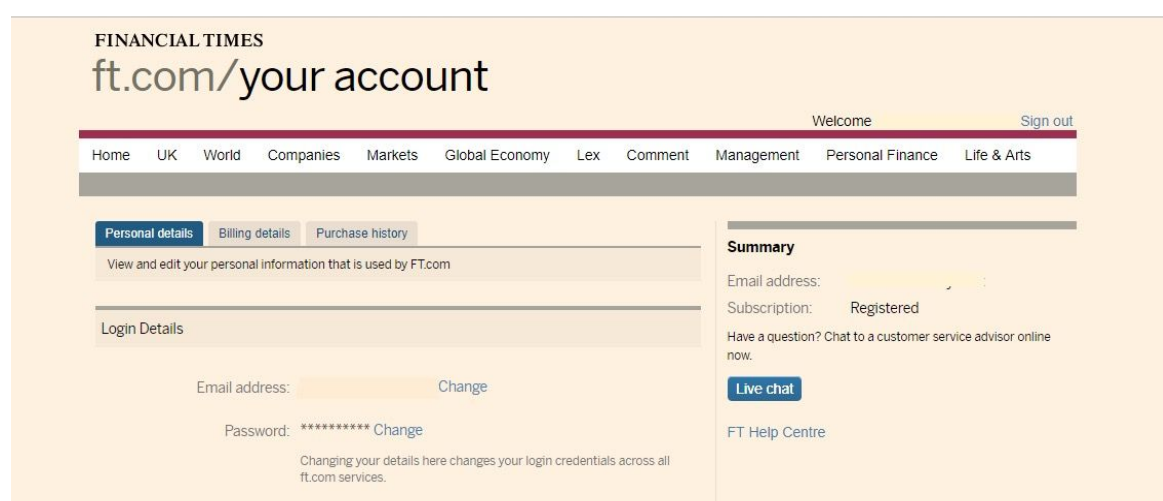 FINANCIAL TIMES
ft.com/your account
Welcome Sign out
Home UK World Companies Markets Global Economy Lex Comment Management Personal Finance Life & Arts
Personal details Billing details Purchase history
View and edit your personal information that is used by FT.com
Login Details
Email address: Change
Password: ********** Change
Changing your details here changes your login credentials across all
ft.com services.
Summary
Email address:
Subscription: Registered
Have a question? Chat to a customer service advisor online
now.
Live chat
FT Help Centre